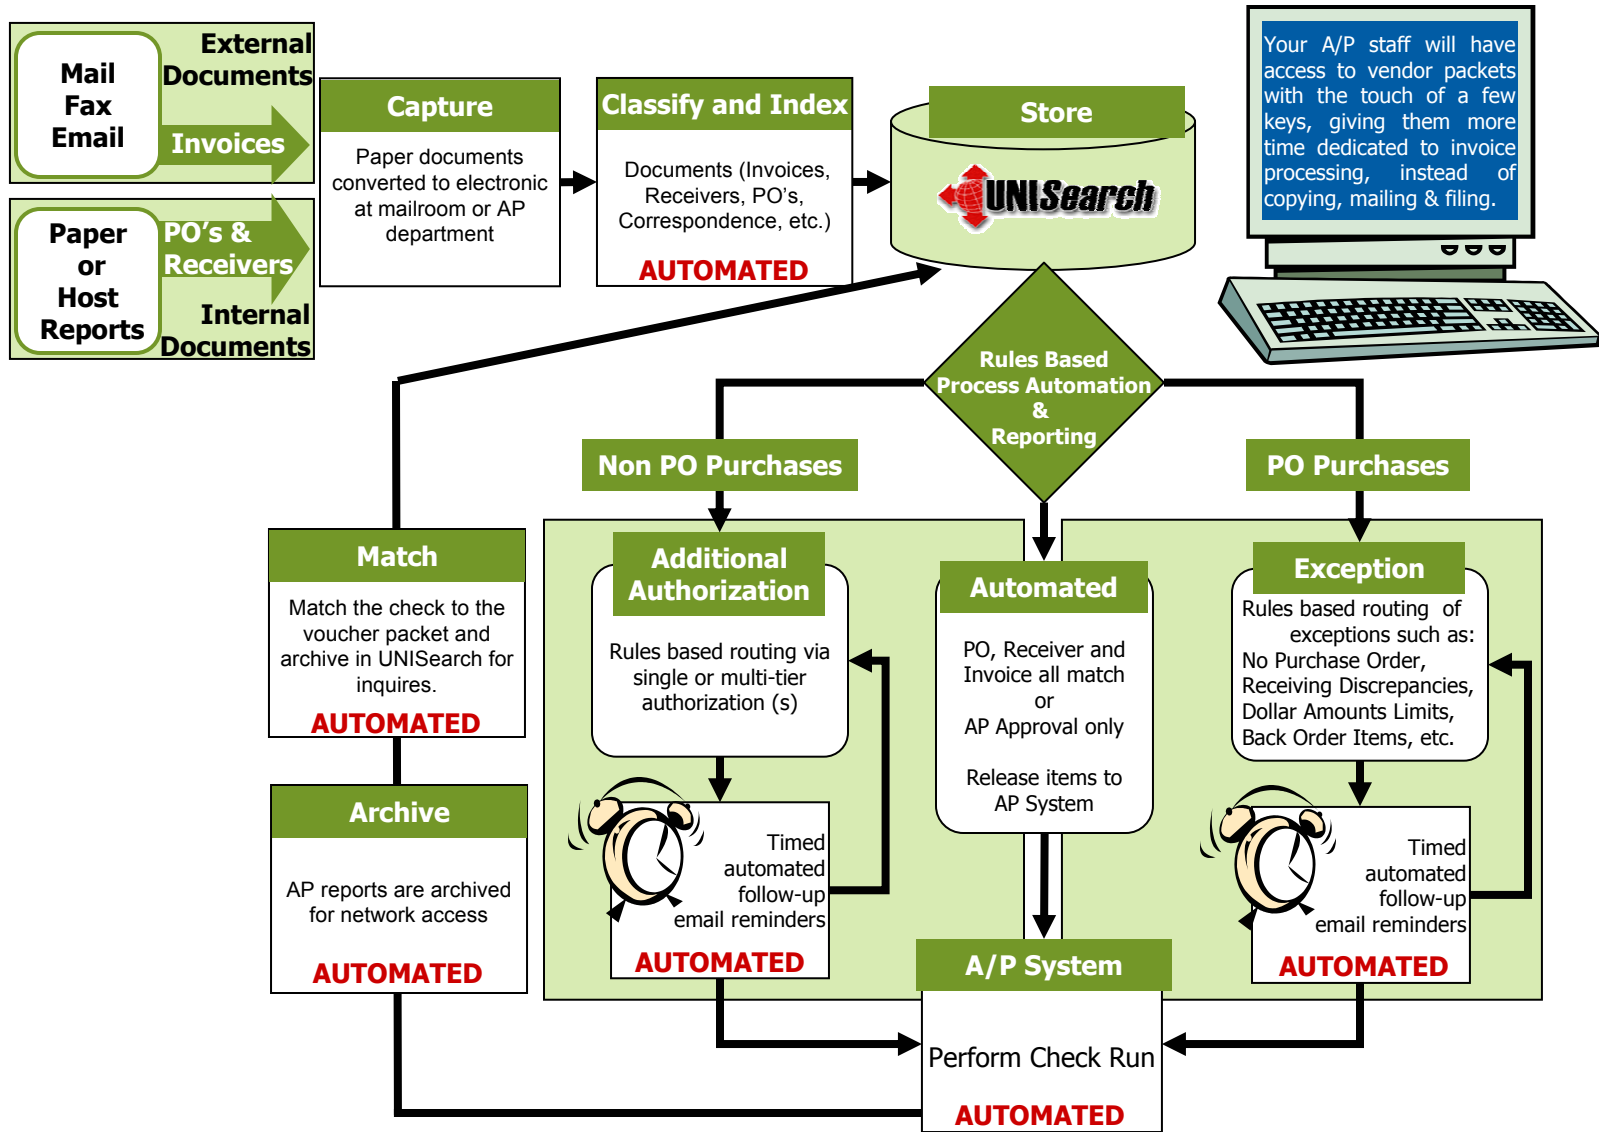 External
Documents
Mail
Fax
Email
Invoices
Paper
or
Host
Reports
PO's &
Receivers
Internal
Documents
Capture
Paper documents
converted to electronic
at mailroom or AP
department
Classify and Index
Documents (Invoices,
Receivers, PO's,
Correspondence, etc.)
AUTOMATED
Store
UNISearch
Your A/P staff will have
access to vendor packets
with the touch of a few
keys, giving them more
time dedicated to invoice
processing, instead of
copying, mailing & filing.
Rules Based
Process Automation
&
Reporting
Non PO Purchases
PO Purchases
Match
Match the check to the
voucher packet and
archive in UNISearch for
inquires.
AUTOMATED
Archive
AP reports are archived
for network access
AUTOMATED
Additional
Authorization
Rules based routing via
single or multi-tier
authorization (s)
Timed
automated
follow-up
email reminders
AUTOMATED
Automated
PO, Receiver and
Invoice all match
or
AP Approval only
Release items to
AP System
Exception
Rules based routing of
exceptions such as:
No Purchase Order,
Receiving Discrepancies,
Dollar Amounts Limits,
Back Order Items, etc.
Timed
automated
follow-up
email reminders
AUTOMATED
A/P System
Perform Check Run
AUTOMATED